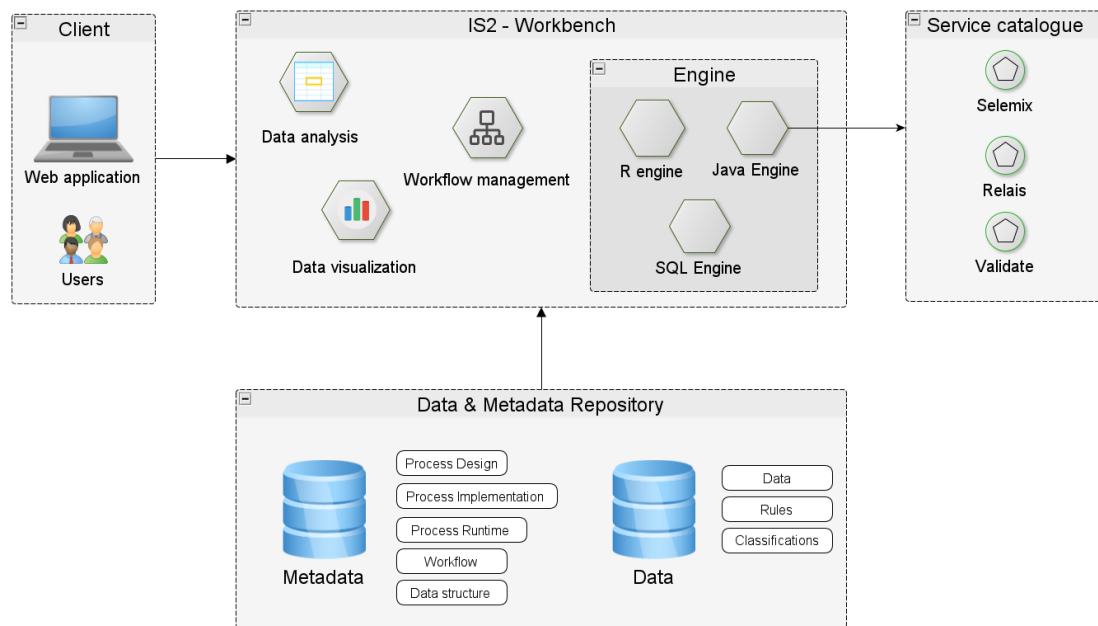 Client
Web application
Users
IS2 - Workbench
Data analysis
Workflow management
Data visualization
Engine
R engine
Java Engine
SQL Engine
Service catalogue
Selemix
Relais
Validate
Data & Metadata Repository
Metadata
Process Design
Process Implementation
Process Runtime
Workflow
Data structure
Data
Data
Rules
Classifications